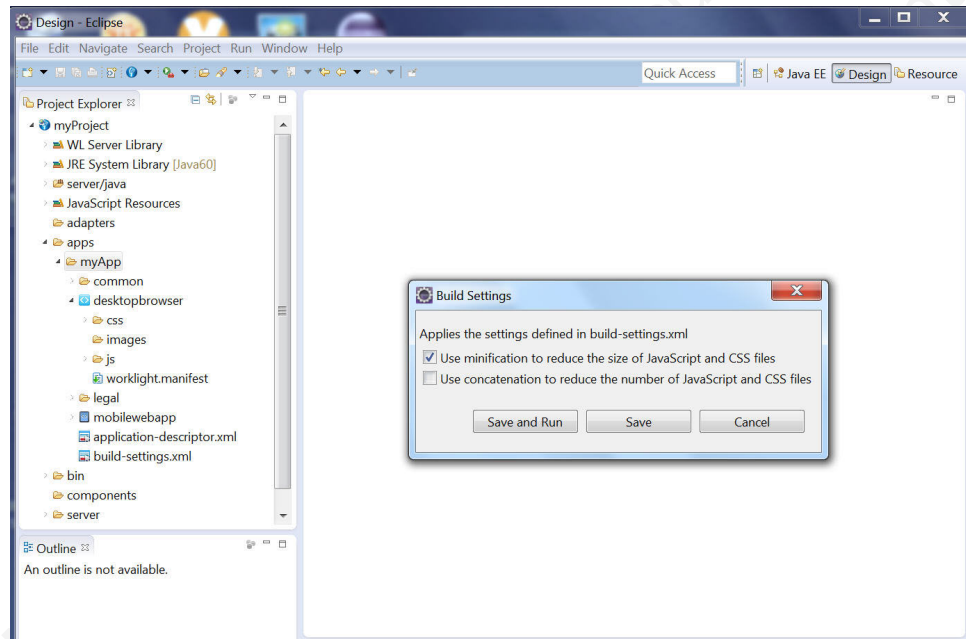 Design - Eclipse
File Edit Navigate Search Project Run Window Help
Quick Access Java EE Design Resource
Project Explorer
myProject
WL Server Library
JRE System Library [Java60]
server/java
JavaScript Resources
adapters
apps
myApp
common
desktopbrowser
css
images
js
worklight.manifest
legal
mobilewebapp
application-descriptor.xml
build-settings.xml
bin
components
server
Build Settings
Applies the settings defined in build-settings.xml
Use minification to reduce the size of JavaScript and CSS files
Use concatenation to reduce the number of JavaScript and CSS files
Save and Run Save Cancel
Outline
An outline is not available.